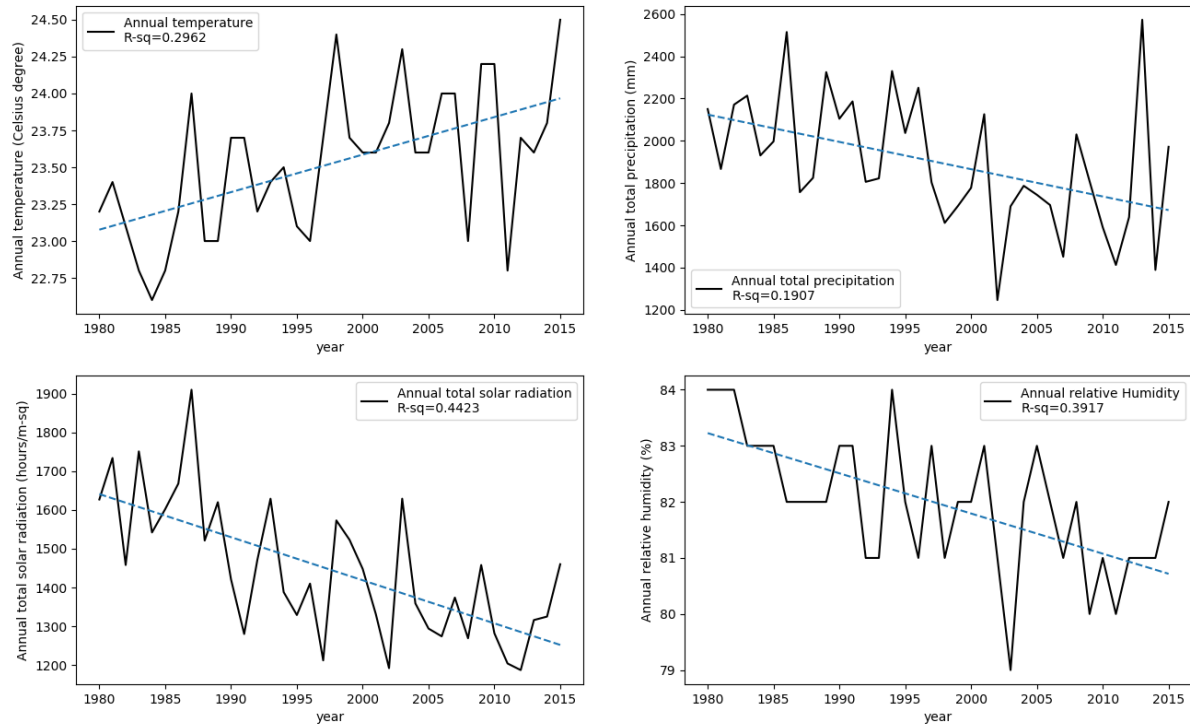 Annual temperature (Celsius degree)
24.50
24.25
24.00
23.75
23.50
23.25
23.00
22.75
Annual temperature
R-sq=0.2962
1980 1985 1990 1995 2000 2005 2010 2015
year
Annual total precipitation (mm)
2600
2400
2200
2000
1800
1600
1400
1200
Annual total precipitation
R-sq=0.1907
1980 1985 1990 1995 2000 2005 2010 2015
year
Annual total solar radiation (hours/m-sq)
1900
1800
1700
1600
1500
1400
1300
1200
Annual total solar radiation
R-sq=0.4423
1980 1985 1990 1995 2000 2005 2010 2015
year
Annual relative humidity (%)
84
83
82
81
80
79
Annual relative Humidity
R-sq=0.3917
1980 1985 1990 1995 2000 2005 2010 2015
year